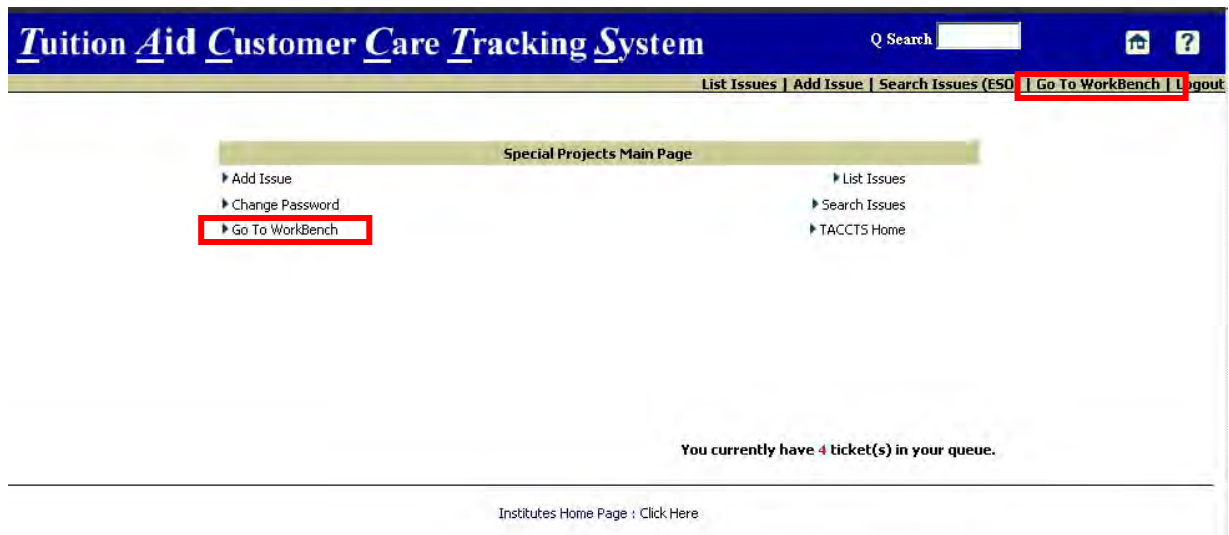 Tuition Aid Customer Care Tracking System
Q Search
?
List Issues | Add Issue | Search Issues (ESO | Go To WorkBench | Logout
Special Projects Main Page
Add Issue
List Issues
Change Password
Search Issues
Go To WorkBench
TACCTS Home
You currently have 4 ticket(s) in your queue.
Institutes Home Page : Click Here